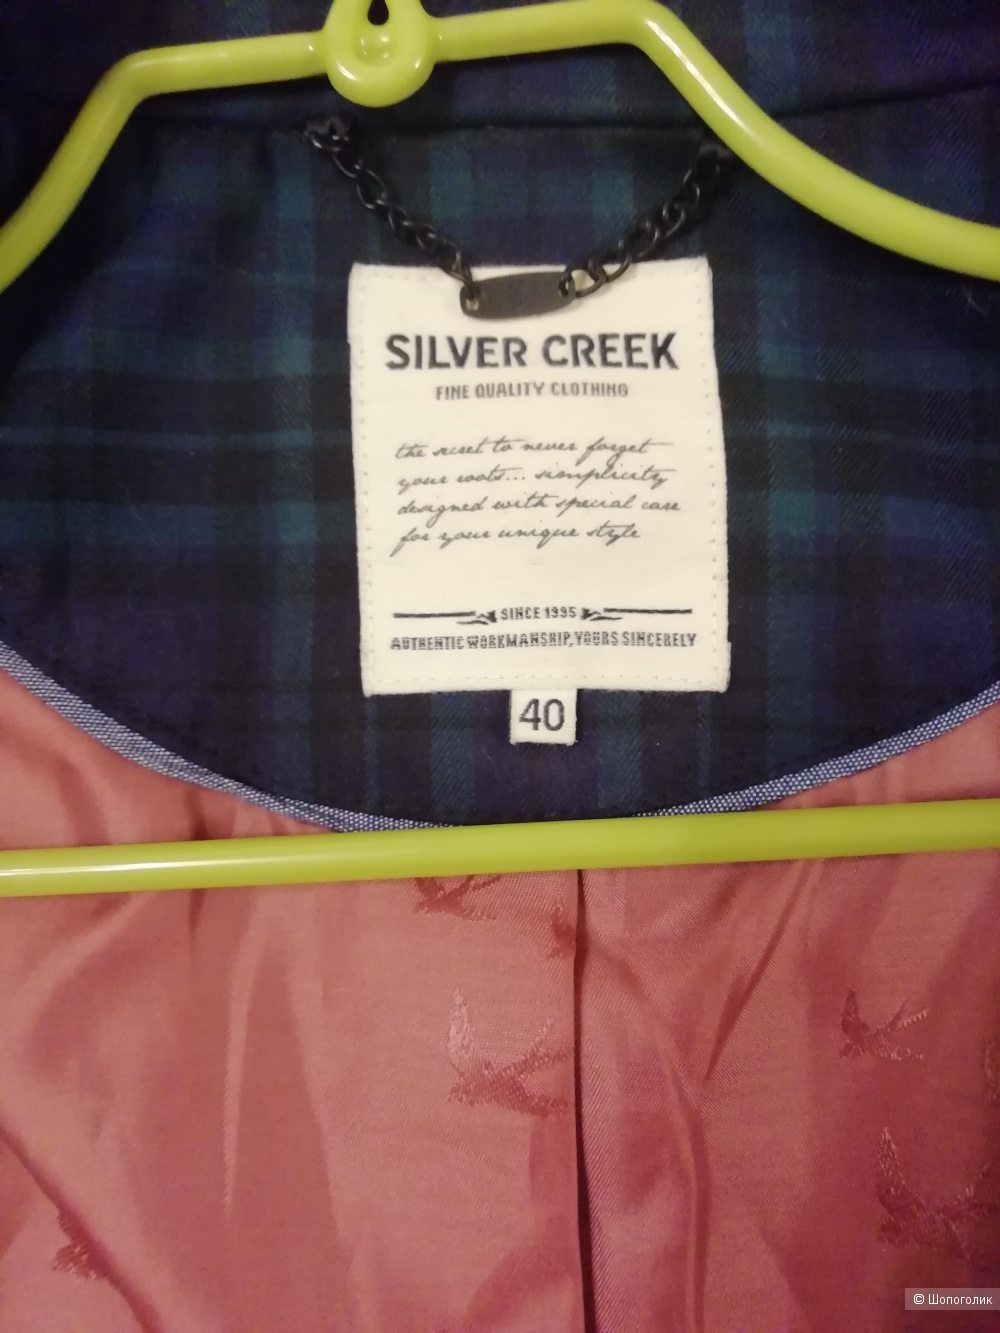 SILVER CREEK
FINE QUALITY CLOTHING
the secret to never forget
your roots... simplicity
designed with special care
for your unique style
SINCE 1995
AUTHENTIC WORKMANSHIP, YOURS SINCERELY
40
© Шопоголик